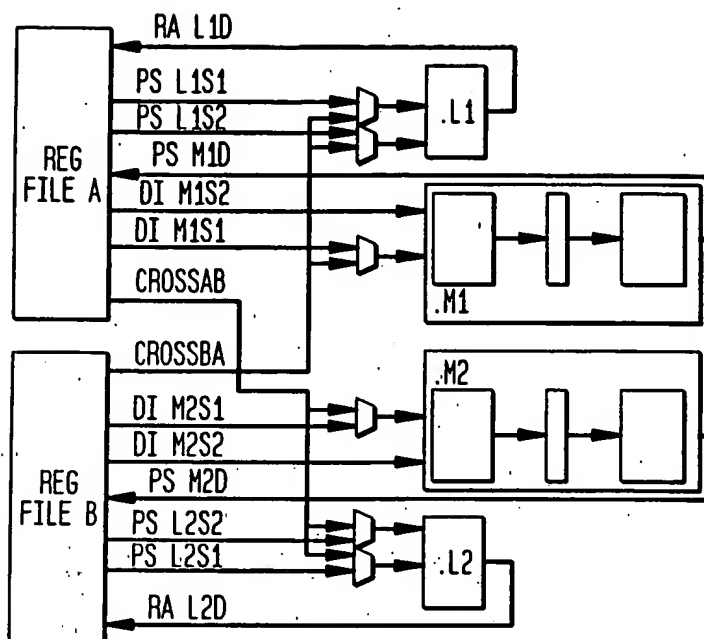 RA L1D
PS L1S1
.L1
PS L1S2
REG
FILE A
PS M1D
DI M1S2
DI M1S1
CROSSAB
.M1
CROSSBA
.M2
DI M2S1
DI M2S2
REG
FILE B
PS M2D
PS L2S2
.L2
PS L2S1
RA L2D